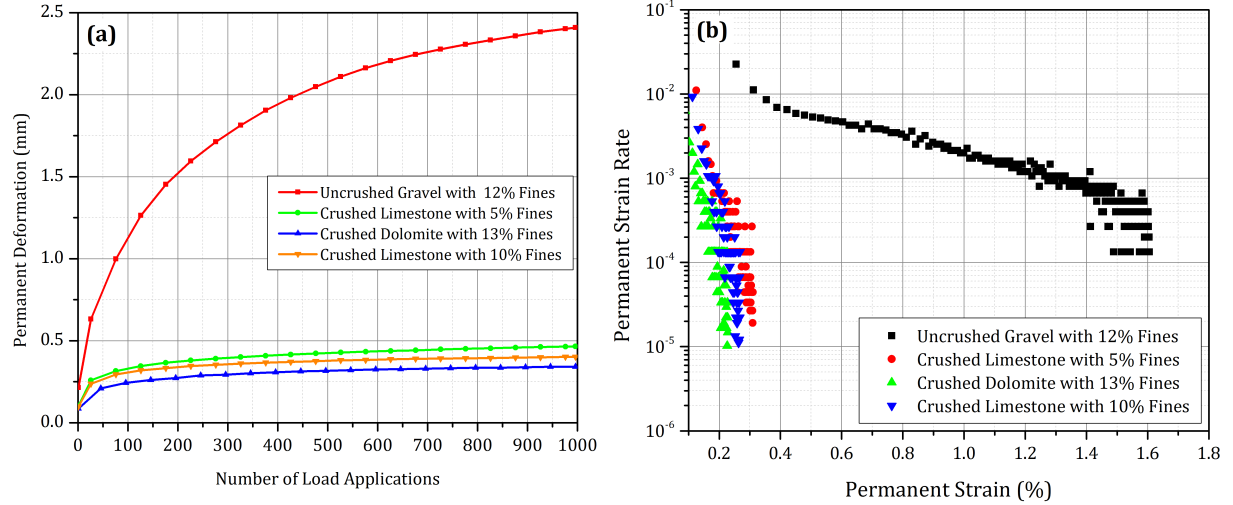 (a)
Permanent Deformation (mm)
2.5
2.0
1.5
1.0
0.5
0.0
Uncrushed Gravel with 12% Fines
Crushed Limestone with 5% Fines
Crushed Dolomite with 13% Fines
Crushed Limestone with 10% Fines
0 100 200 300 400 500 600 700 800 900 1000
Number of Load Applications
(b)
Permanent Strain Rate
10-1
10-2
10-3
10-4
10-5
10-6
Uncrushed Gravel with 12% Fines
Crushed Limestone with 5% Fines
Crushed Dolomite with 13% Fines
Crushed Limestone with 10% Fines
0.2 0.4 0.6 0.8 1.0 1.2 1.4 1.6 1.8
Permanent Strain (%)